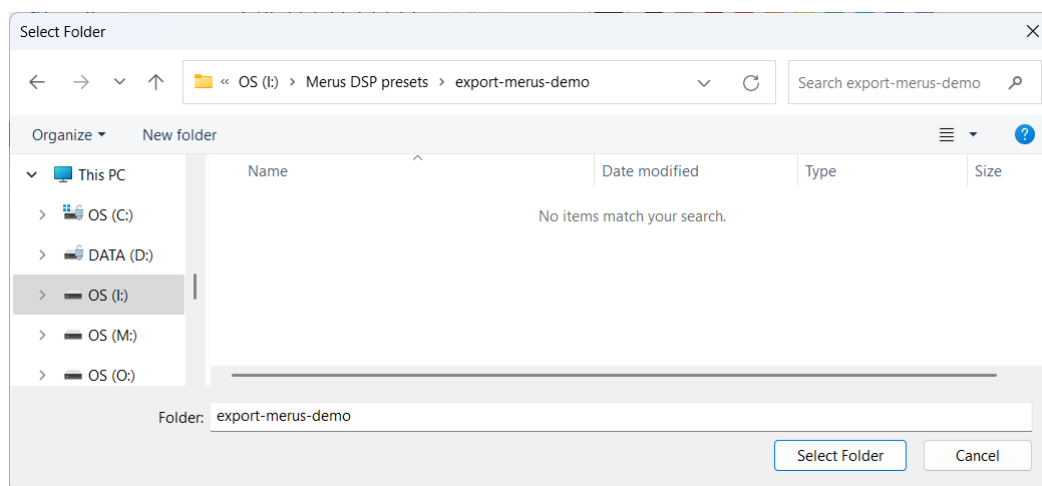 Select Folder
« OS (I:) > Merus DSP presets > export-merus-demo
Search export-merus-demo
Organize New folder
?
Name Date modified Type Size
This PC
No items match your search.
OS (C:)
DATA (D:)
OS (I:)
OS (M:)
OS (O:)
Folder: export-merus-demo
Select Folder Cancel